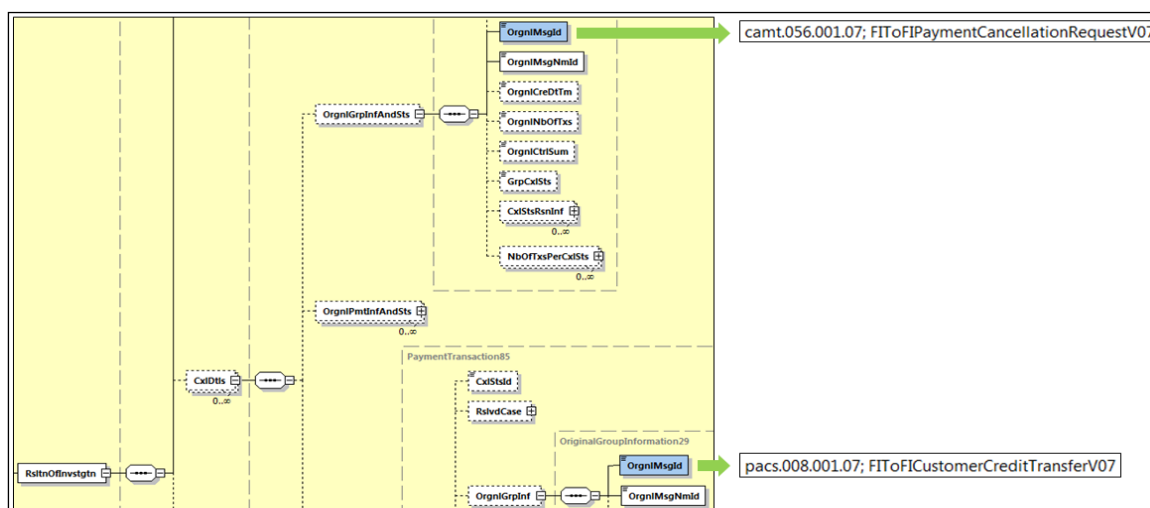 OrgnlMsgId
camt.056.001.07; FIToFIPaymentCancellationRequestV07
OrgnlMsgNmId
OrgnlCreDtTm
OrgnlGrpInfAndSts
OrgnlNbOfTxs
OrgnlCtrlSum
GrpCxlSts
CxlStsRsnInf
0..∞
NbOfTxsPerCxlSts
0..∞
OrgnlPmtInfAndSts
0..∞
PaymentTransaction85
CxlDtls
0..∞
CxlStsId
RslvdCase
OriginalGroupInformation29
RsltnOfInvstgtn
OrgnlMsgId
pacs.008.001.07; FIToFICustomerCreditTransferV07
OrgnlGrpInf
OrgnlMsgNmId